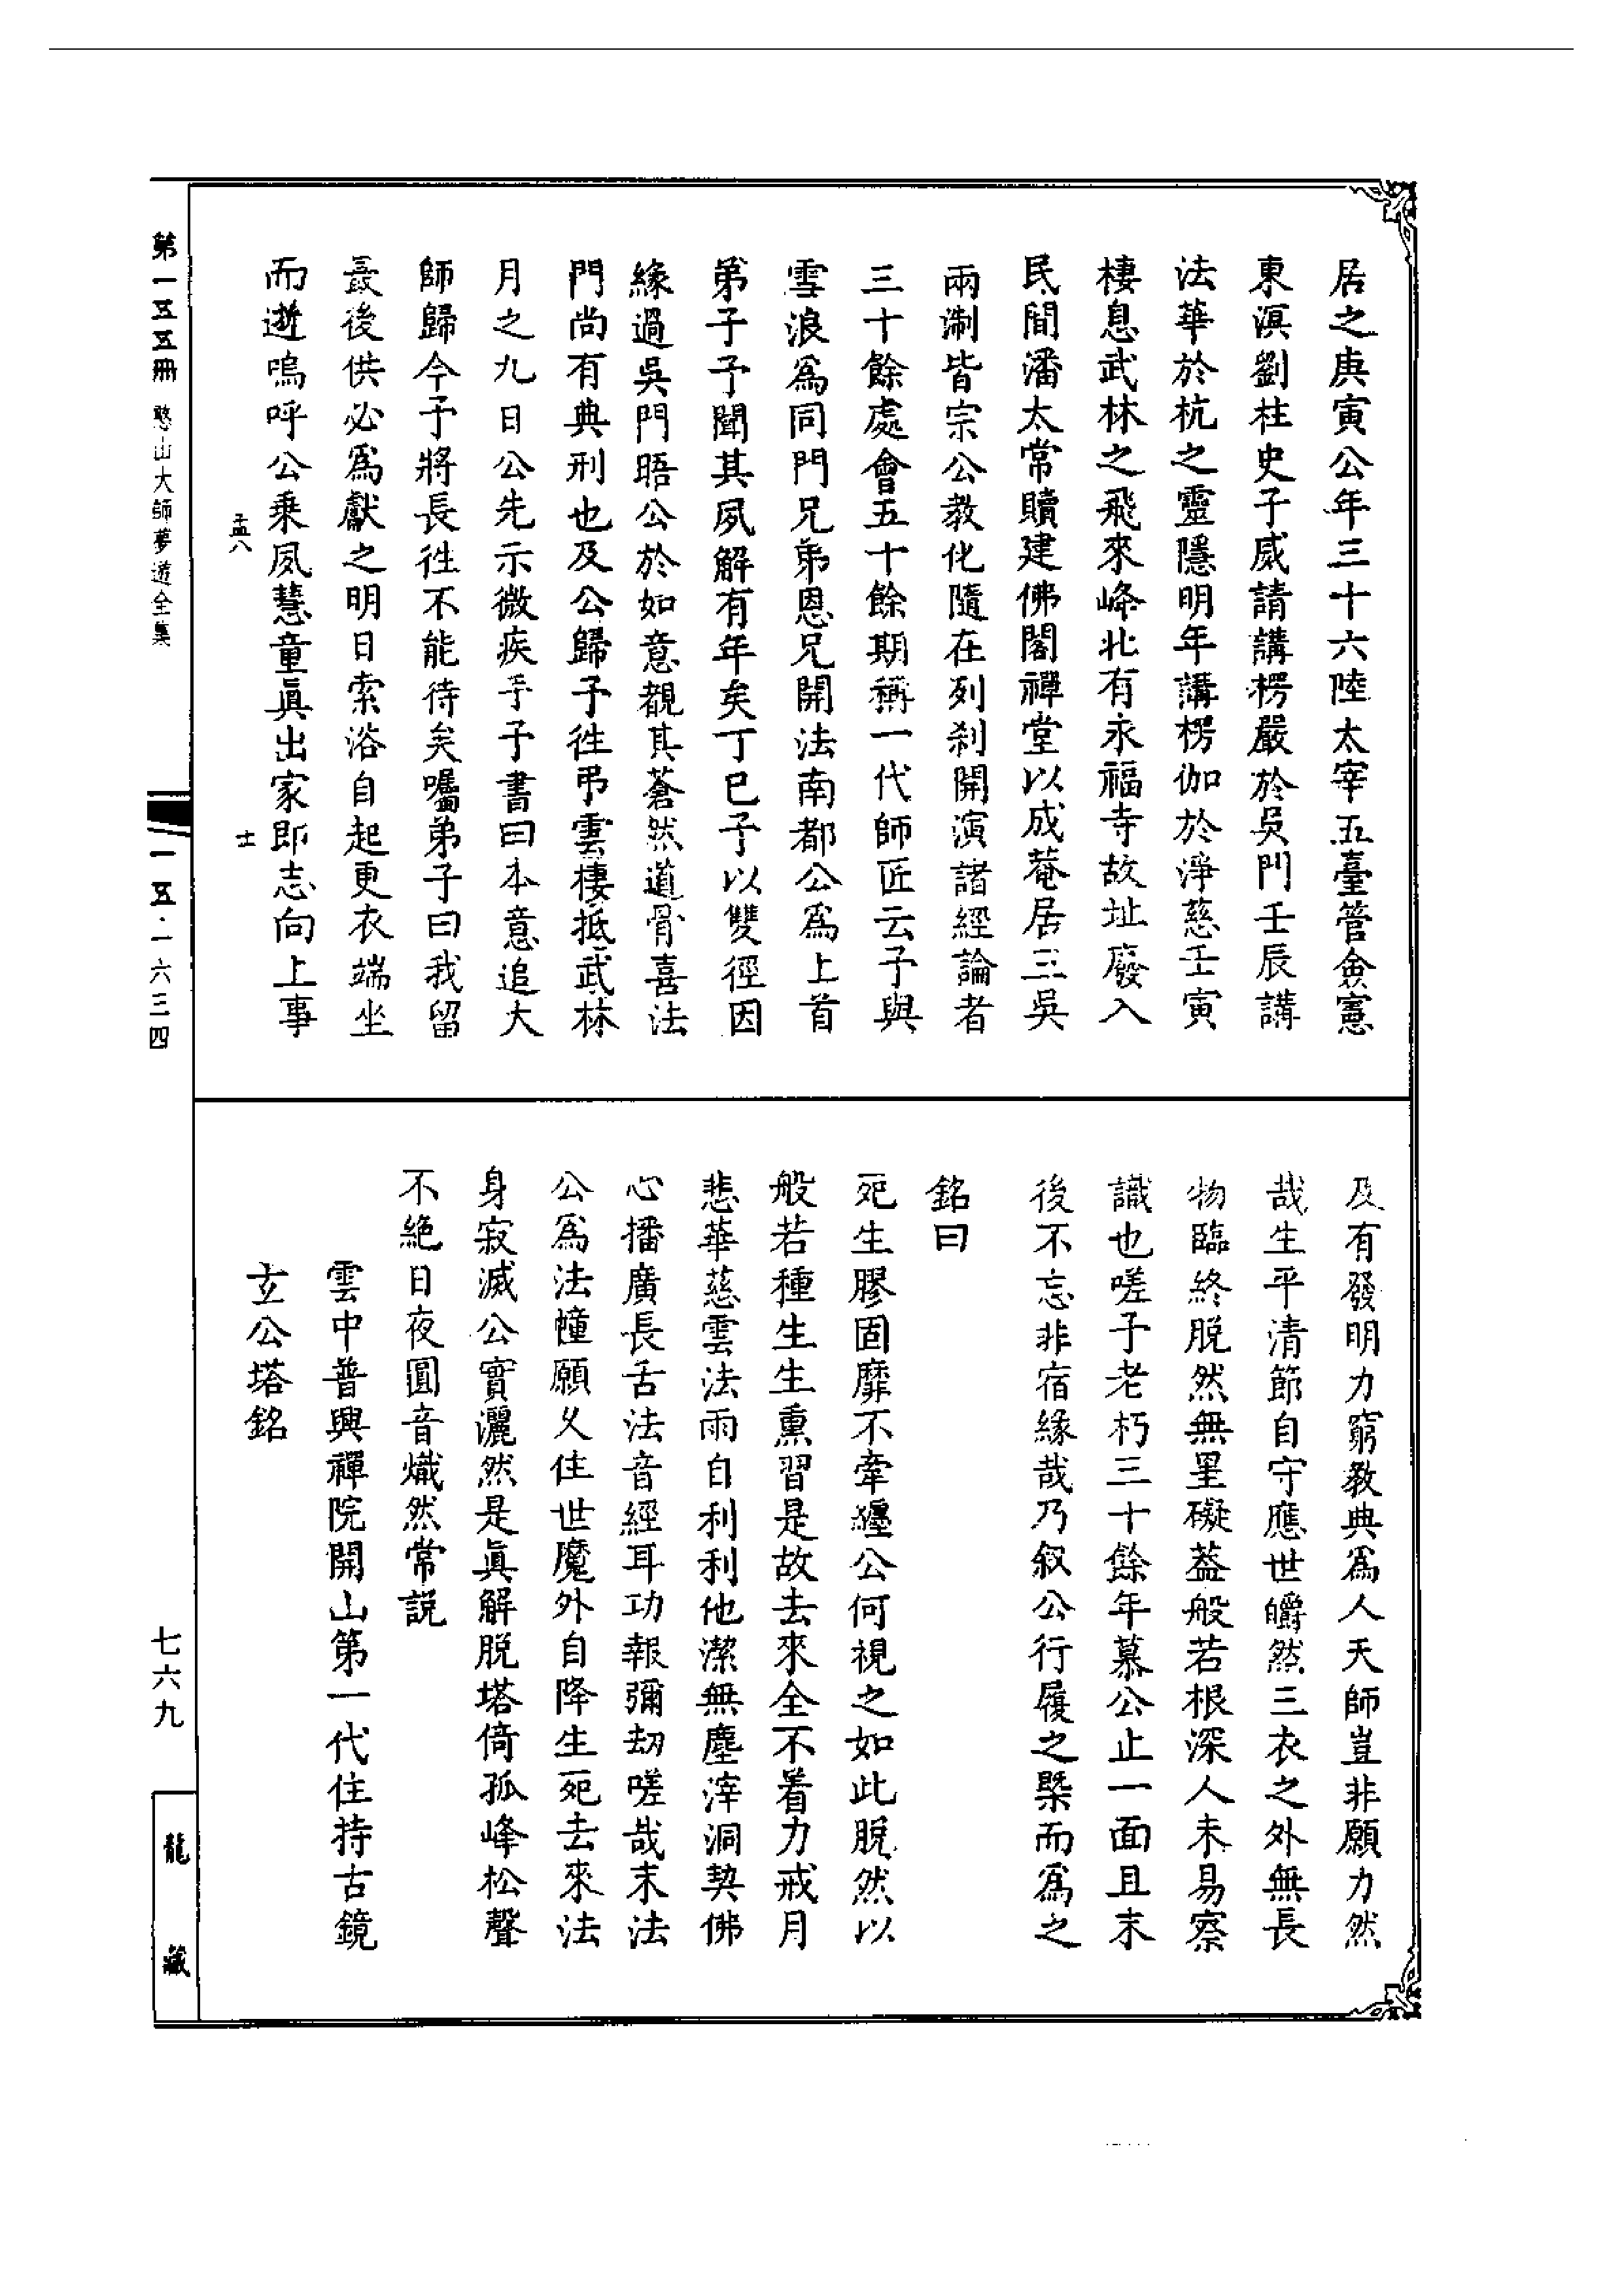 居之庚寅公年三十六陸太宰五臺管僉憲
東溟劉柱史子威請講楞嚴於吳門壬辰講
法華於杭之靈隱明年講楞伽於淨慈壬寅
棲息武林之飛來峰北有永福寺故址廢入
民間潘太常贖建佛閣禪堂以成菴居三吳
兩淛皆宗公教化隨在列剎開演諸經論者
三十餘處會五十餘期稱一代師匠云予與
雪浪爲同門兄弟恩兄開法南都公爲上首
弟子予聞其夙解有年矣丁巳予以雙徑因
緣過吳門晤公於如意觀其蒼然道骨喜法
門尚有典刑也及公歸予徃弔雲棲抵武林
月之九日公先示微疾手予書曰本意追大
師歸今予將長徃不能待矣囑弟子曰我留
最後供必爲獻之明日索浴自起更衣端坐
而逝嗚呼公乘夙慧童眞出家即志向上事
孟八
士
及有發明力窮教典爲人天師豈非願力然
哉生平清節自守應世皭然三衣之外無長
物臨終脫然無罣礙葢般若根深人未易察
識也嗟予老朽三十餘年慕公止一面且末
後不忘非宿緣哉乃叙公行履之槩而爲之
銘曰
死生膠固靡不牽纏公何視之如此脫然以
般若種生生熏習是故去來全不着力戒月
悲華慈雲法雨自利利他潔無塵滓洞契佛
心播廣長舌法音經耳功報彌劫嗟哉末法
公爲法幢願乂住世魔外自降生死去來法
身寂滅公實灑然是眞解脫塔倚孤峰松聲
不絕日夜圓音熾然常説
雲中普興禪院開山第一代住持古鏡
玄公塔銘
第一五五冊 憨山大師夢遊全集
一五五·一六三四
七六九
龍藏